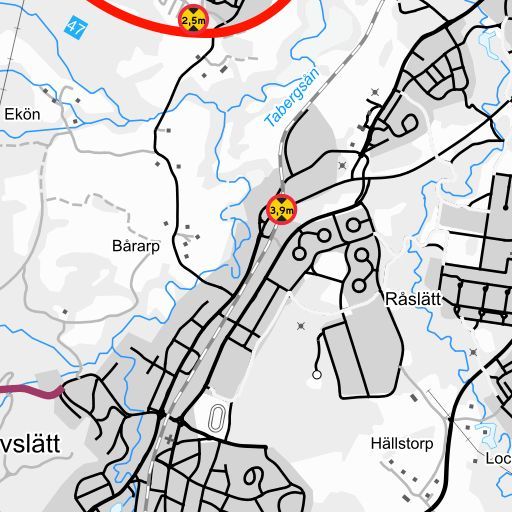 2,5m
47
Tabergsån
Ekön
3,9m
Bårarp
Råslätt
vslätt
Hällstorp
Loc